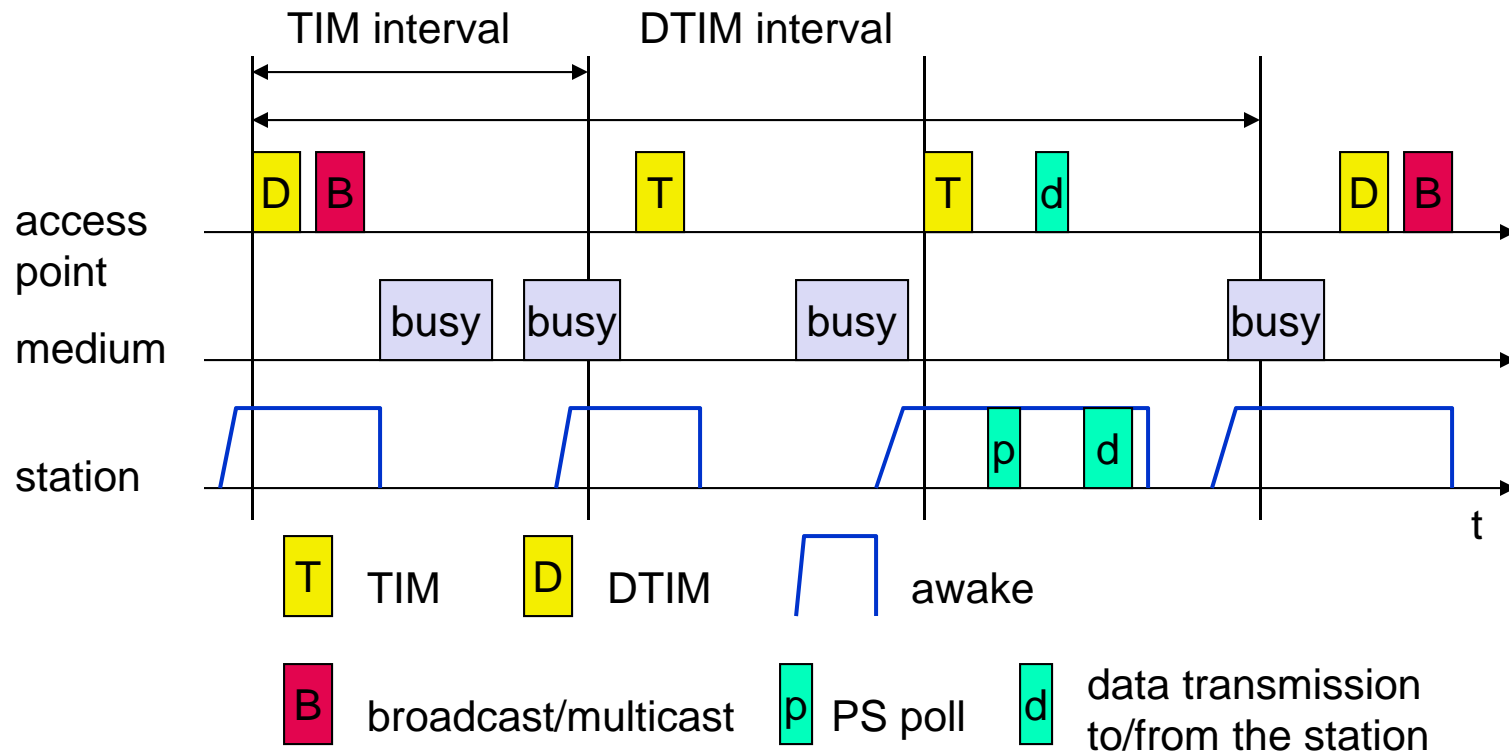 TIM interval DTIM interval
D B T T d D B
access
point
busy busy busy busy
medium
p d
station
t
T TIM D DTIM awake
B broadcast/multicast p PS poll d data transmission
to/from the station